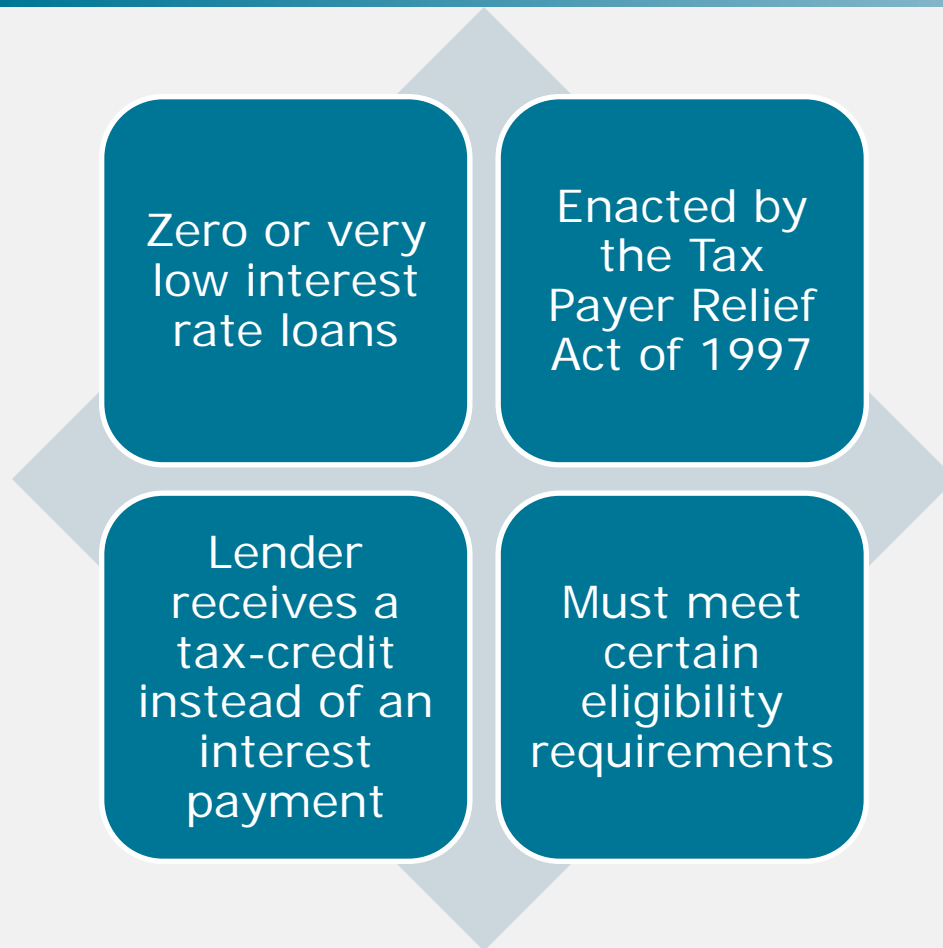 Zero or very
low interest
rate loans
Enacted by
the Tax
Payer Relief
Act of 1997
Lender
receives a
tax-credit
instead of an
interest
payment
Must meet
certain
eligibility
requirements